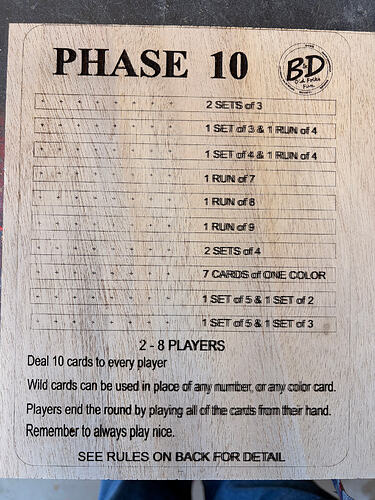 PHASE 10
B&D
Old Folks
Fun
2 SETS of 3
1 SET of 3 & 1 RUN of 4
1 SET of 4 & 1 RUN of 4
1 RUN of 7
1 RUN of 8
1 RUN of 9
2 SETS of 4
7 CARDS of ONE COLOR
1 SET of 5 & 1 SET of 2
1 SET of 5 & 1 SET of 3
2 - 8 PLAYERS
Deal 10 cards to every player
Wild cards can be used in place of any number, or any color card.
Players end the round by playing all of the cards from their hand.
Remember to always play nice.
SEE RULES ON BACK FOR DETAIL